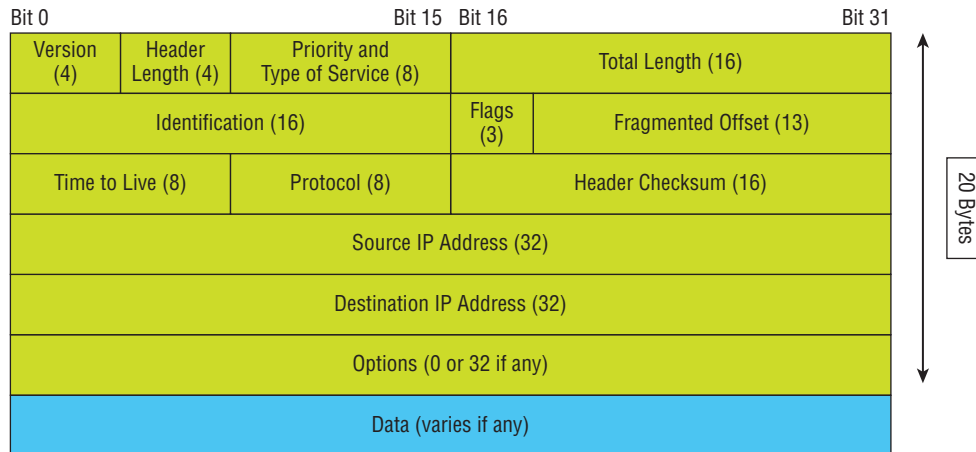 Bit 0 Bit 15 Bit 16 Bit 31
Version
(4)
Header
Length (4)
Priority and
Type of Service (8)
Total Length (16)
Identification (16)
Flags
(3)
Fragmented Offset (13)
Time to Live (8)
Protocol (8)
Header Checksum (16)
Source IP Address (32)
Destination IP Address (32)
Options (0 or 32 if any)
Data (varies if any)
20 Bytes